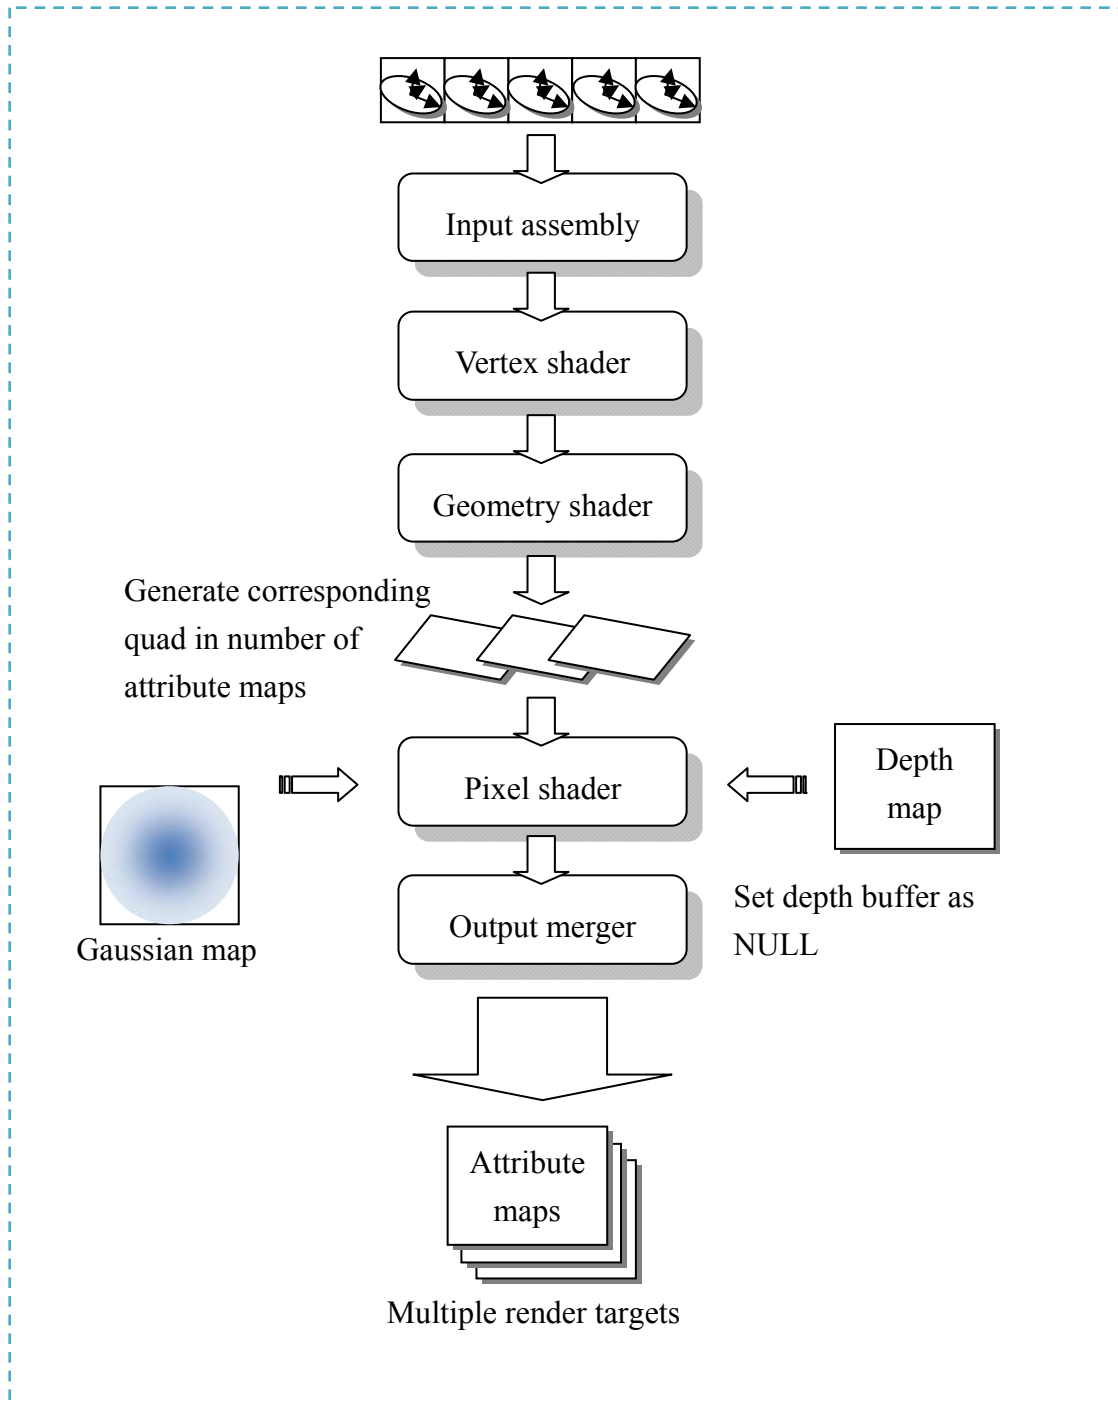 Input assembly
Vertex shader
Geometry shader
Generate corresponding
quad in number of
attribute maps
Pixel shader
Depth
map
Gaussian map
Output merger
Set depth buffer as
NULL
Attribute
maps
Multiple render targets